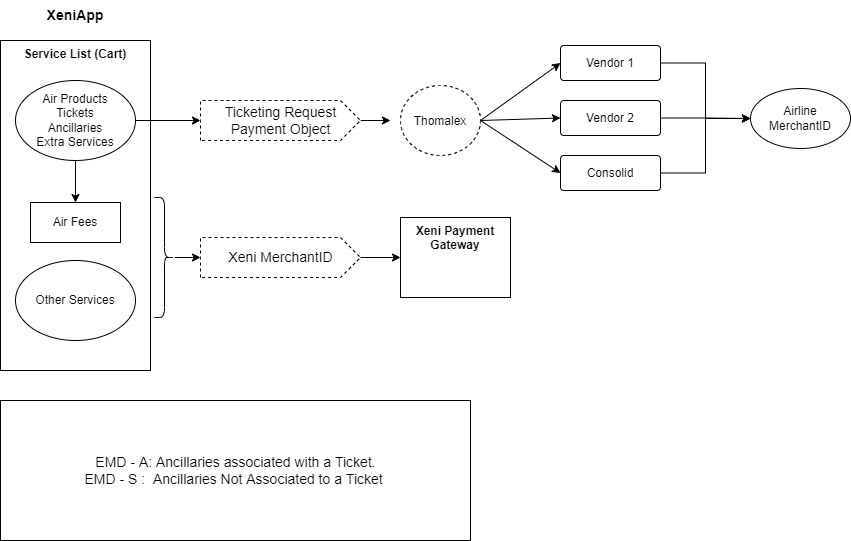 XeniApp
Service List (Cart)
Air Products
Tickets
Ancillaries
Extra Services
Air Fees
Other Services
Ticketing Request
Payment Object
Thomalex
Vendor 1
Vendor 2
Consolid
Airline
MerchantID
Xeni MerchantID
Xeni Payment
Gateway
EMD - A: Ancillaries associated with a Ticket.
EMD - S :  Ancillaries Not Associated to a Ticket